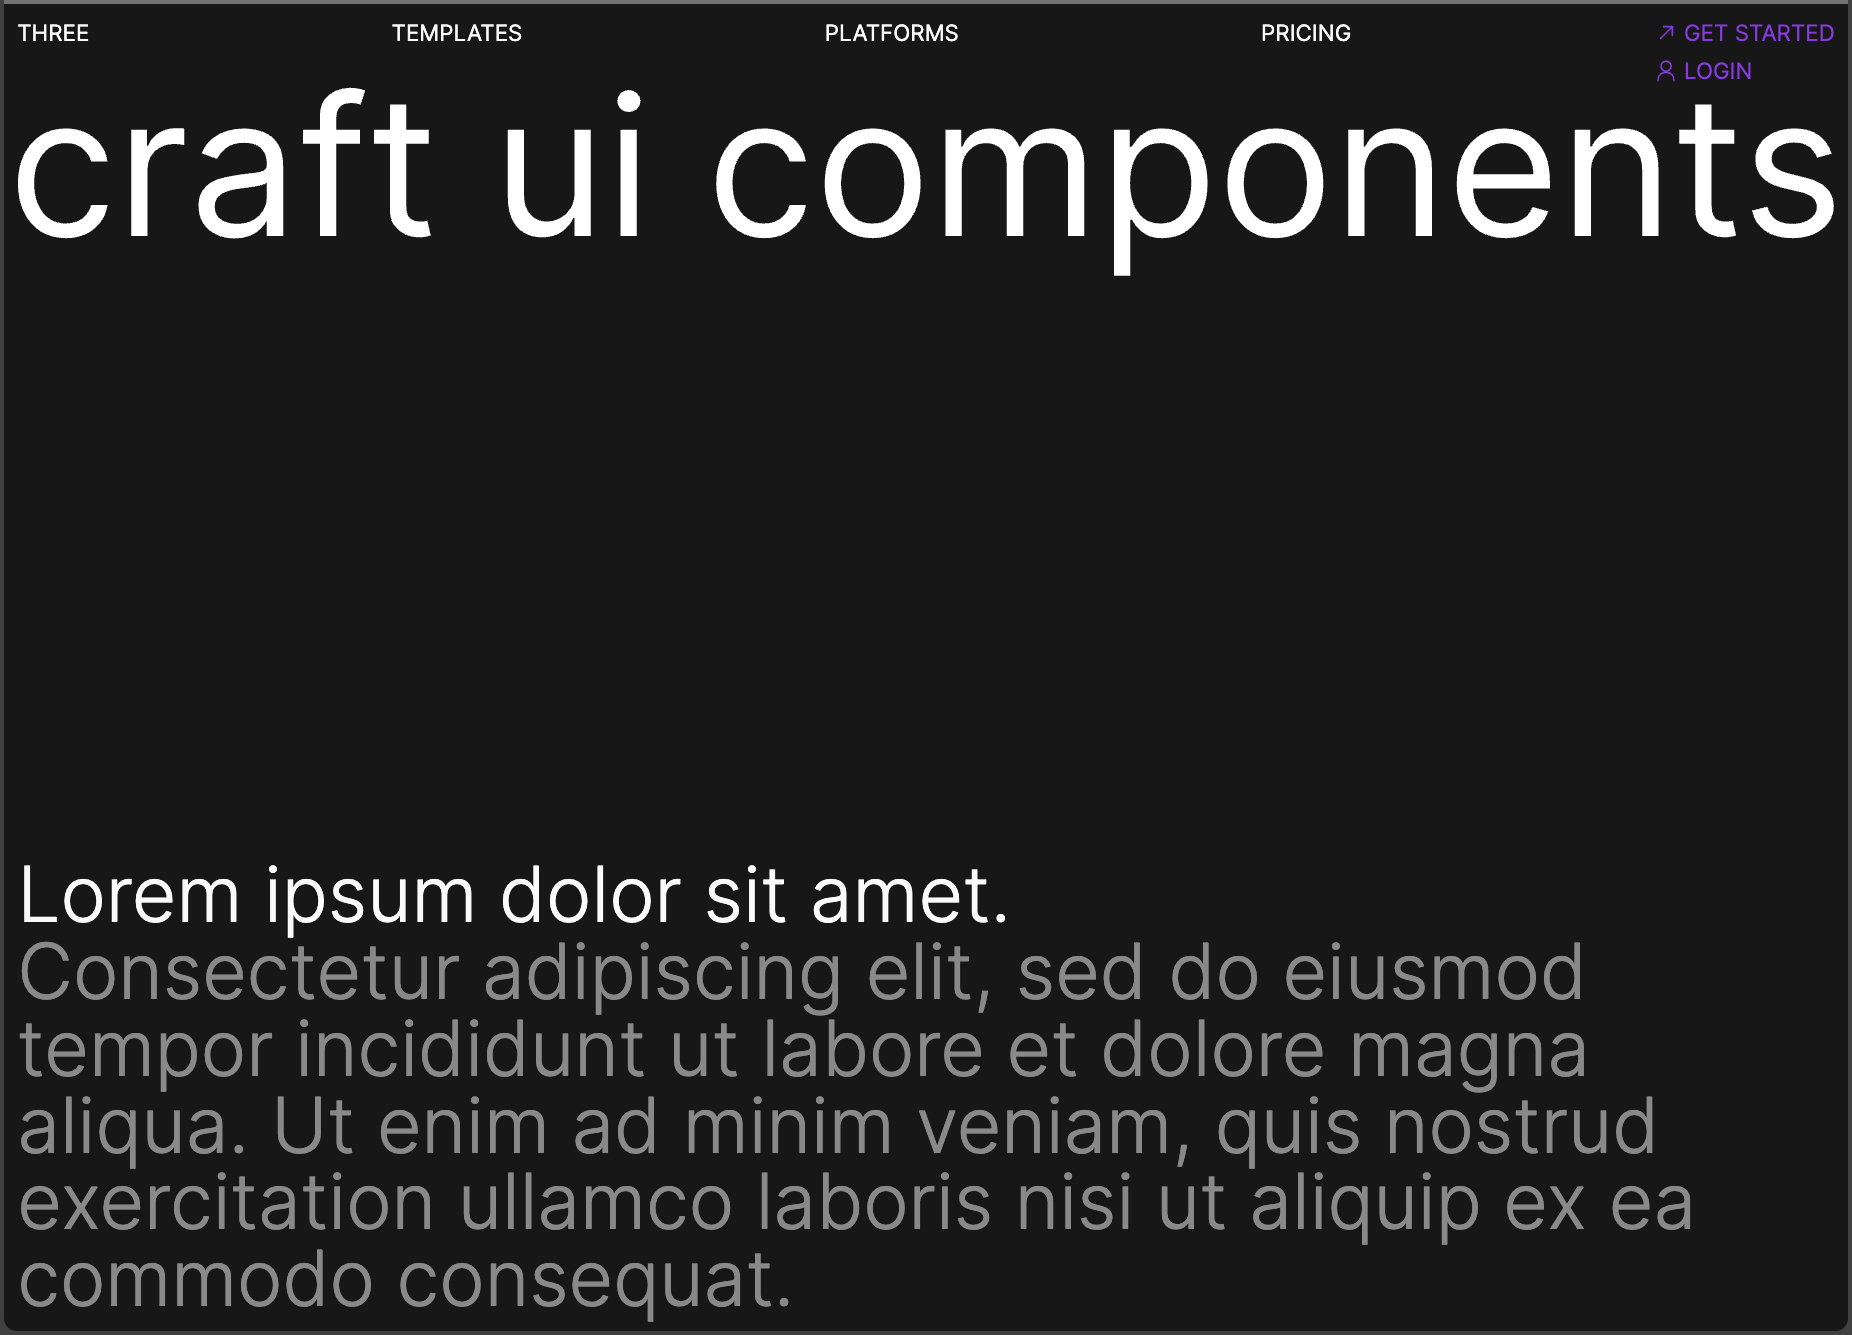 THREE TEMPLATES PLATFORMS PRICING GET STARTED
LOGIN
craft ui components
Lorem ipsum dolor sit amet.
Consectetur adipiscing elit, sed do eiusmod
tempor incididunt ut labore et dolore magna
aliqua. Ut enim ad minim veniam, quis nostrud
exercitation ullamco laboris nisi ut aliquip ex ea
commodo consequat.